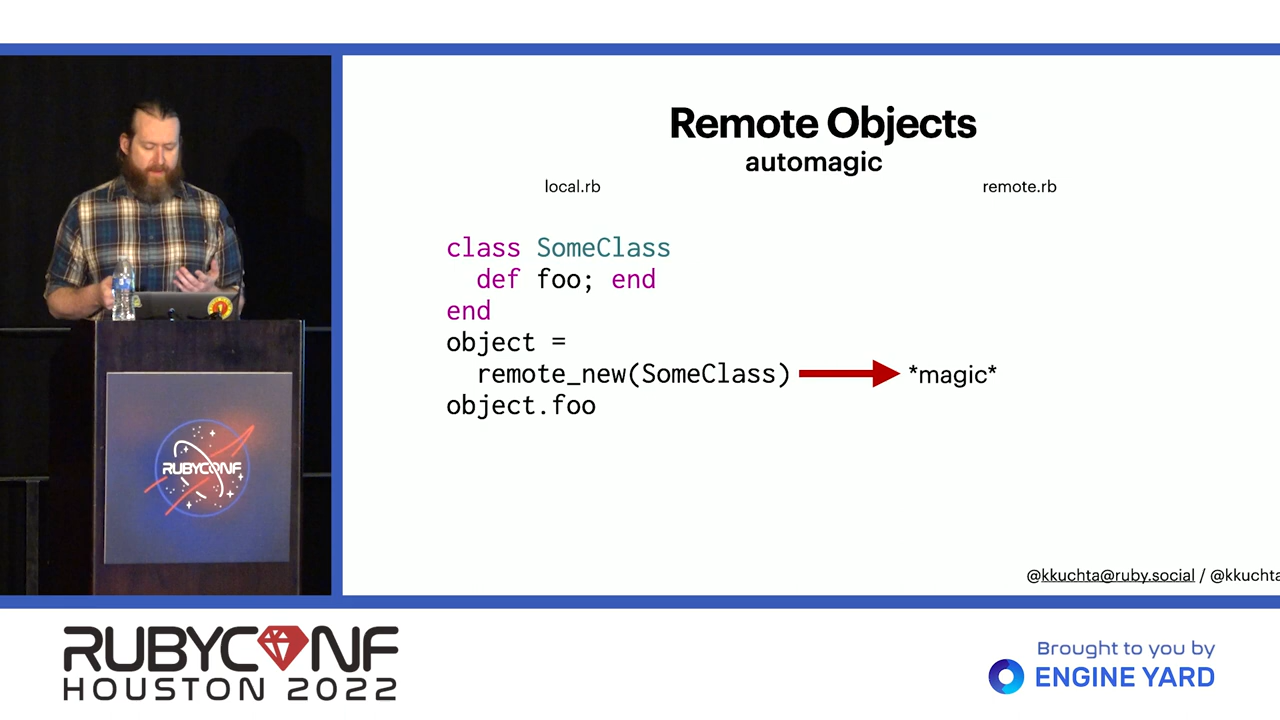 Remote Objects
automagic
local.rb
remote.rb
class SomeClass
def foo; end
end
object =
remote_new(SomeClass)
*magic*
object.foo
RUBYCONF
@kkuchta@ruby.social / @kkuchta
RUBYCONF
HOUSTON 2022
Brought to you by
ENGINE YARD